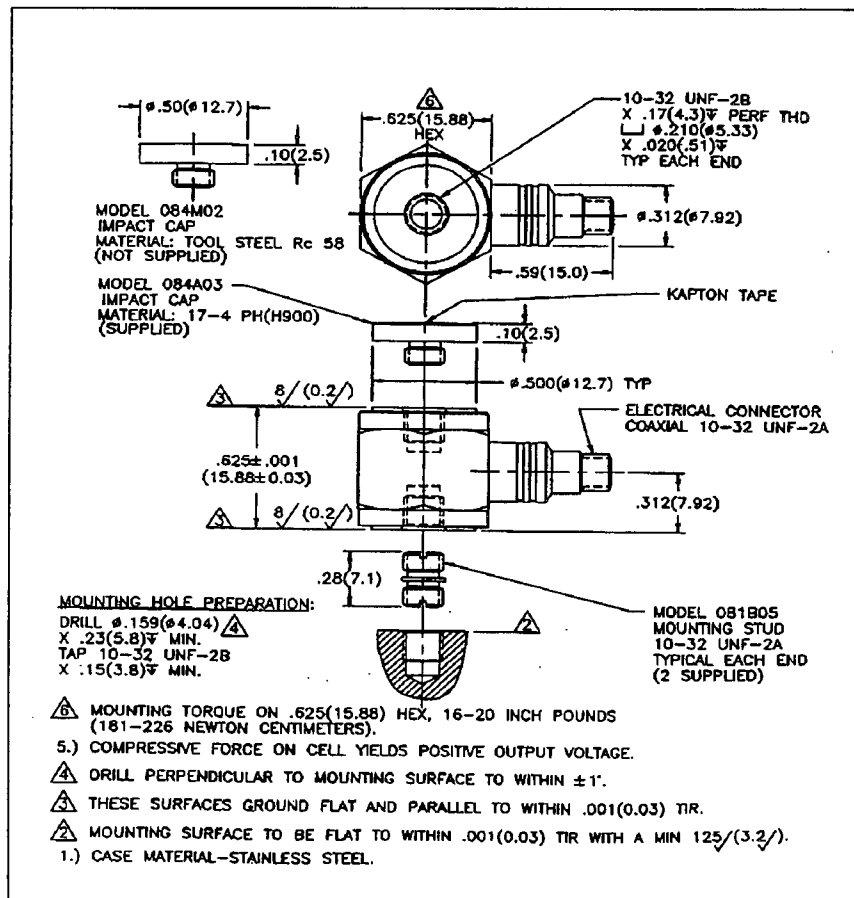 ø.50(ø12.7)
.10(2.5)
MODEL 084M02
IMPACT CAP
MATERIAL: TOOL STEEL Rc 58
(NOT SUPPLIED)
6
.625(15.88)
HEX
10-32 UNF-2B
X .17(4.3)↧ PERF THD
⌴ ø.210(ø5.33)
X .020(.51)↧
TYP EACH END
ø.312(ø7.92)
.59(15.0)
MODEL 084A03
IMPACT CAP
MATERIAL: 17-4 PH(H900)
(SUPPLIED)
KAPTON TAPE
.10(2.5)
ø.500(ø12.7) TYP
3
8/ (0.2/)
ELECTRICAL CONNECTOR
COAXIAL 10-32 UNF-2A
.625±.001
(15.88±0.03)
.312(7.92)
3
8/ (0.2/)
.28(7.1)
MOUNTING HOLE PREPARATION:
DRILL ø.159(ø4.04) 4
X .23(5.8)↧ MIN.
TAP 10-32 UNF-2B
X .15(3.8)↧ MIN.
2
MODEL 081B05
MOUNTING STUD
10-32 UNF-2A
TYPICAL EACH END
(2 SUPPLIED)
6 MOUNTING TORQUE ON .625(15.88) HEX, 16-20 INCH POUNDS
(181-226 NEWTON CENTIMETERS).
5.) COMPRESSIVE FORCE ON CELL YIELDS POSITIVE OUTPUT VOLTAGE.
4 DRILL PERPENDICULAR TO MOUNTING SURFACE TO WITHIN ±1°.
3 THESE SURFACES GROUND FLAT AND PARALLEL TO WITHIN .001(0.03) TIR.
2 MOUNTING SURFACE TO BE FLAT TO WITHIN .001(0.03) TIR WITH A MIN 125/(3.2/).
1.) CASE MATERIAL-STAINLESS STEEL.